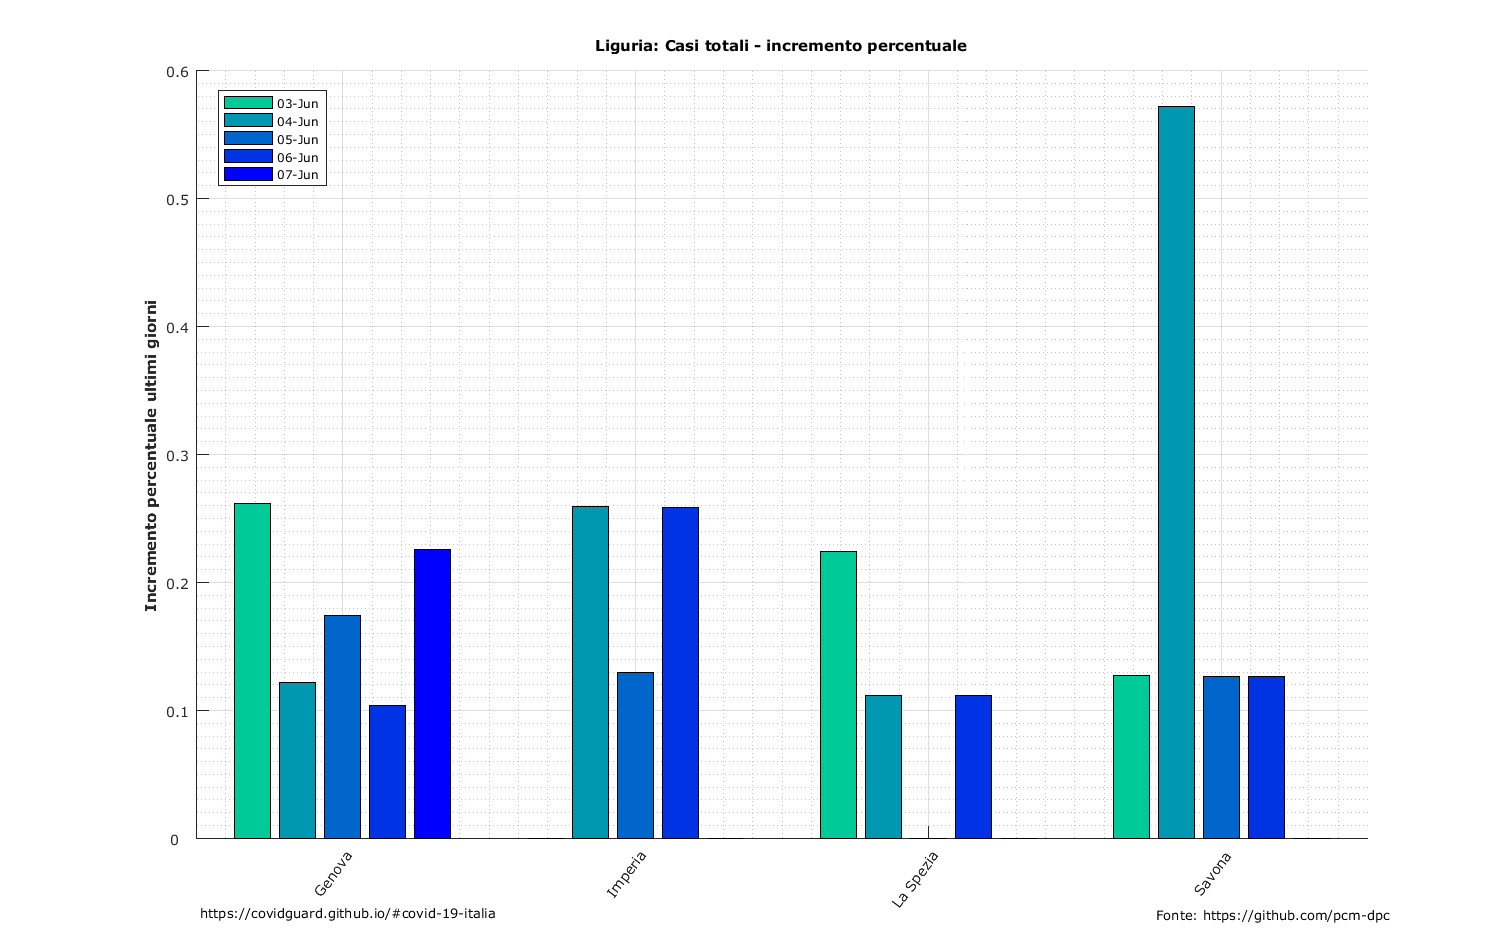 Liguria: Casi totali - incremento percentuale
0.6
0.5
0.4
0.3
0.2
0.1
0
Incremento percentuale ultimi giorni
03-Jun
04-Jun
05-Jun
06-Jun
07-Jun
Genova
Imperia
La Spezia
Savona
https://covidguard.github.io/#covid-19-italia
Fonte: https://github.com/pcm-dpc